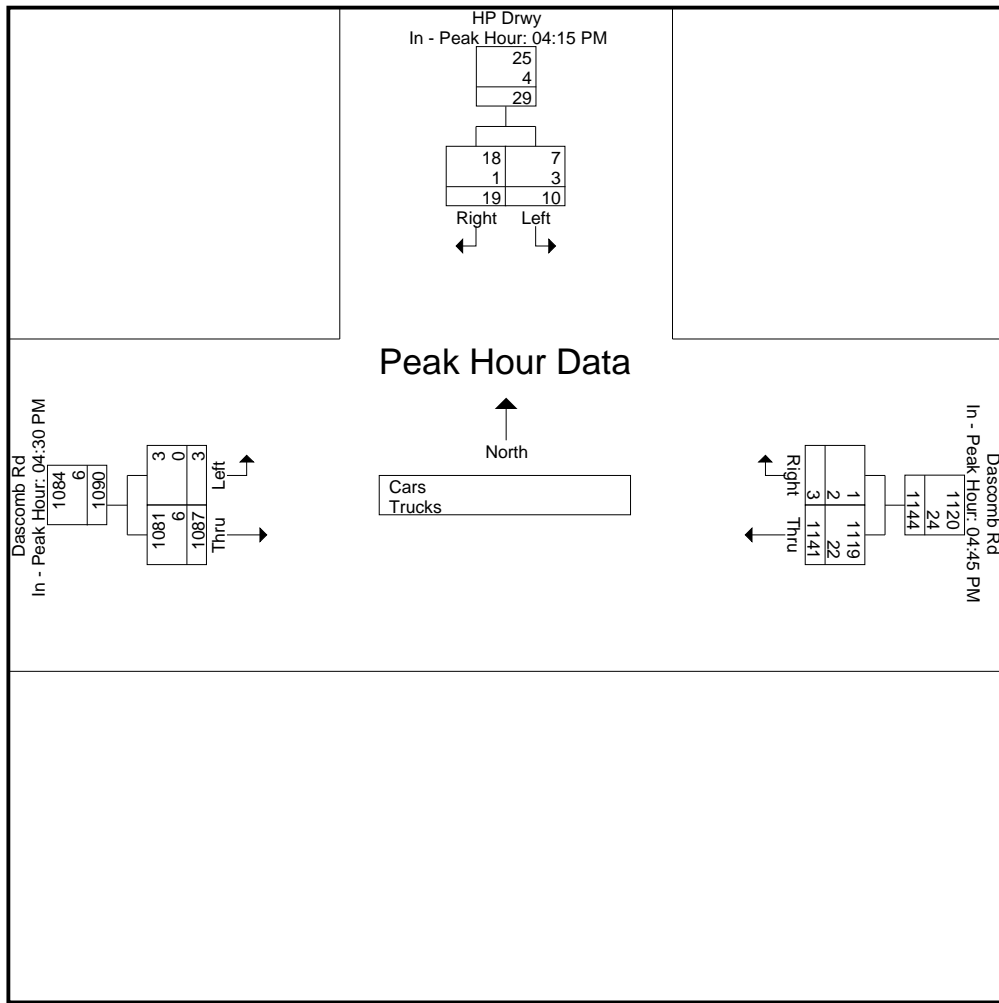 HP Drwy
In - Peak Hour: 04:15 PM
25
4
29
18 7
1 3
19 10
Right Left
Peak Hour Data
North
Cars
Trucks
Dascomb Rd
In - Peak Hour: 04:30 PM
1084
6
1090
3 0 3
Left
1081 6 1087
Thru
Dascomb Rd
In - Peak Hour: 04:45 PM
1120
24
1144
1 2 3
Right
1119 22 1141
Thru